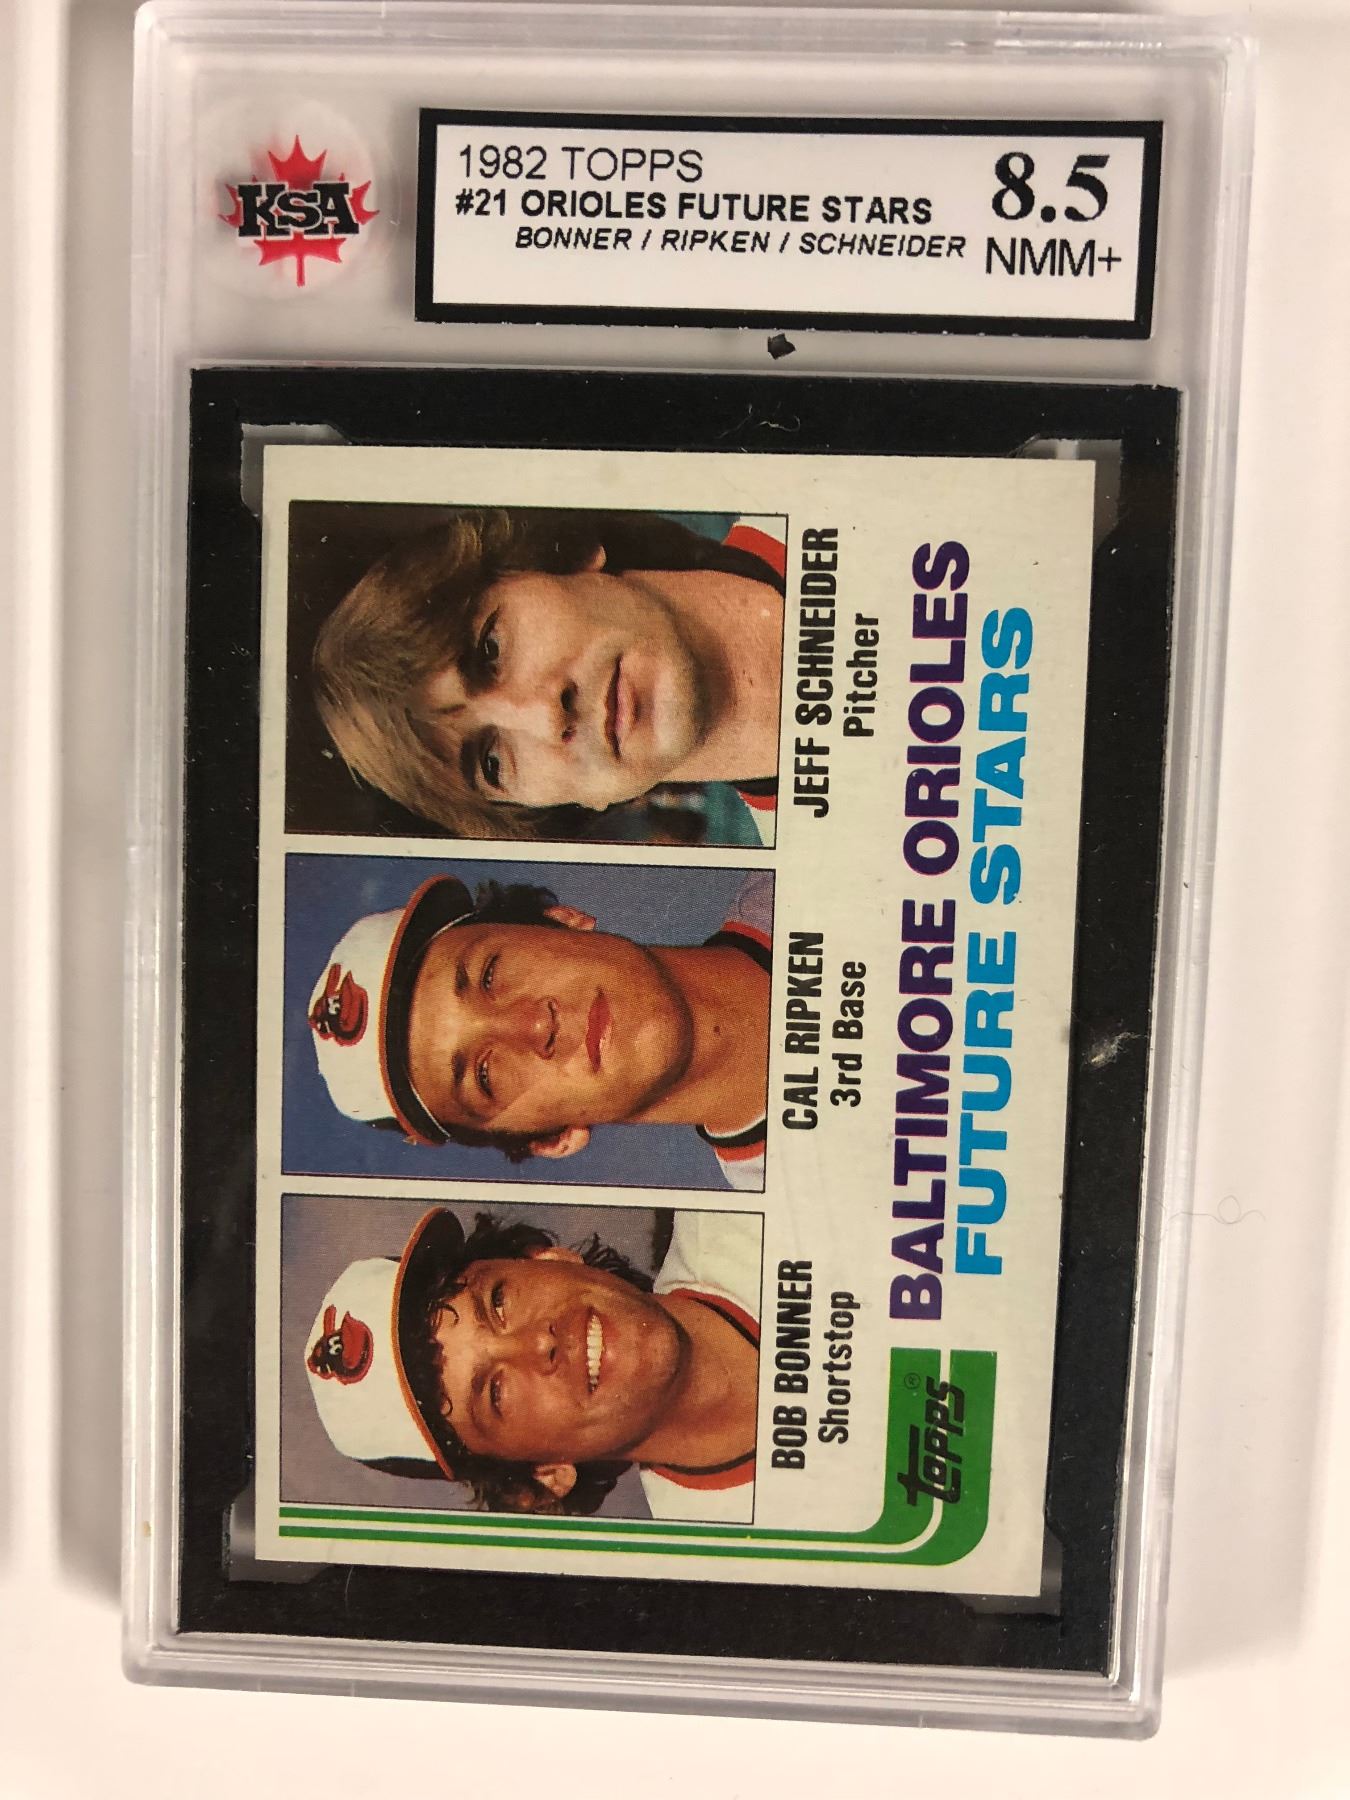 KSA
1982 TOPPS
#21 ORIOLES FUTURE STARS
BONNER / RIPKEN / SCHNEIDER
8.5
NMM+
BOB BONNER
Shortstop
CAL RIPKEN
3rd Base
JEFF SCHNEIDER
Pitcher
topps®
BALTIMORE ORIOLES
FUTURE STARS